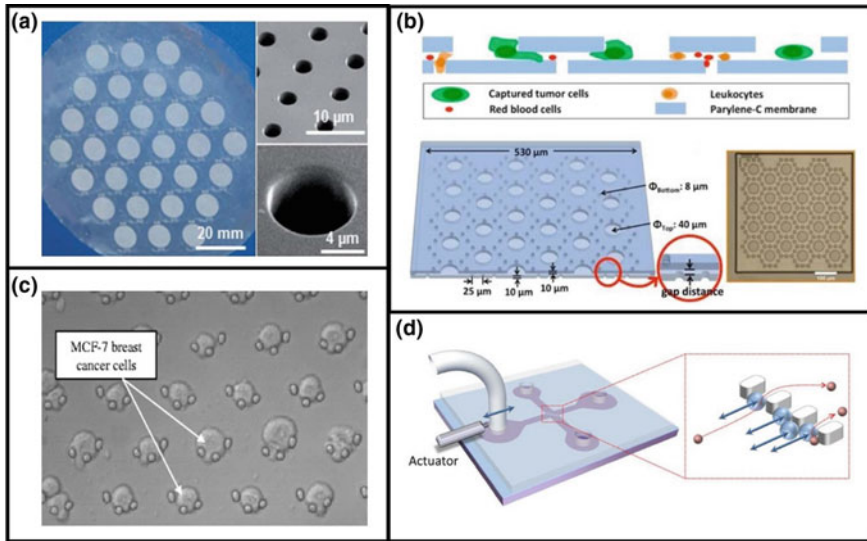 (a)
20 mm
10 µm
4 µm
(b)
Captured tumor cells
Leukocytes
Red blood cells
Parylene-C membrane
530 µm
ΦBottom: 8 µm
ΦTop: 40 µm
25 µm
10 µm
10 µm
gap distance
(c)
MCF-7 breast
cancer cells
(d)
Actuator